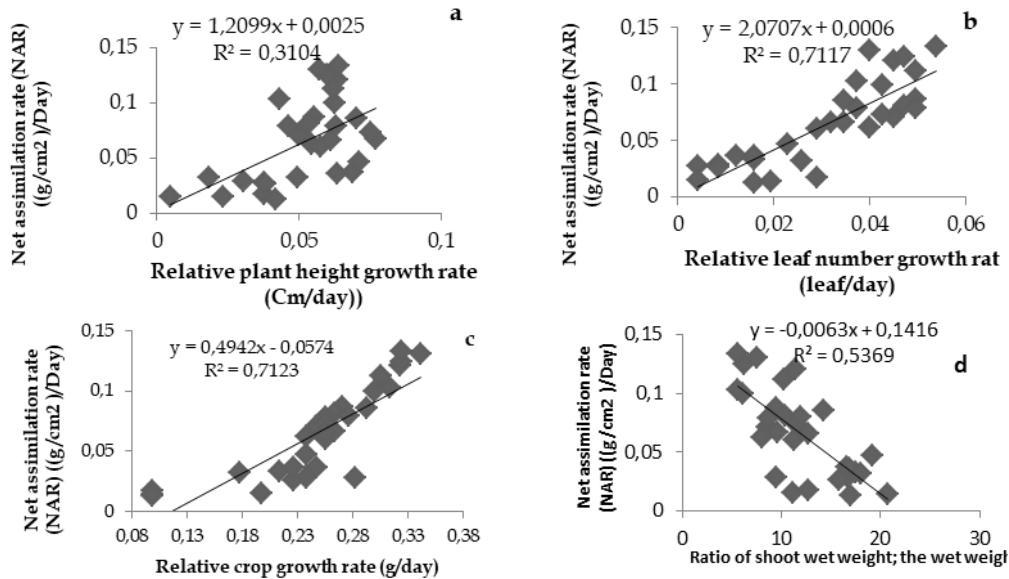 a
y = 1,2099x + 0,0025
R² = 0,3104
Net assimilation rate (NAR)
((g/cm2 )/Day)
0,15
0,1
0,05
0
0
0,05
0,1
Relative plant height growth rate
(Cm/day))
b
y = 2,0707x + 0,0006
R² = 0,7117
Net assimilation rate (NAR)
((g/cm2 )/Day)
0,15
0,1
0,05
0
0
0,02
0,04
0,06
Relative leaf number growth rat
(leaf/day)
c
y = 0,4942x - 0,0574
R² = 0,7123
Net assimilation rate
(NAR) ((g/cm2 )/Day)
0,15
0,1
0,05
0
0,08
0,13
0,18
0,23
0,28
0,33
0,38
Relative crop growth rate (g/day)
y = -0,0063x + 0,1416
R² = 0,5369
d
Net assimilation rate
(NAR) ((g /cm2 )/Day)
0,15
0,1
0,05
0
0
10
20
30
Ratio of shoot wet weight; the wet weigh